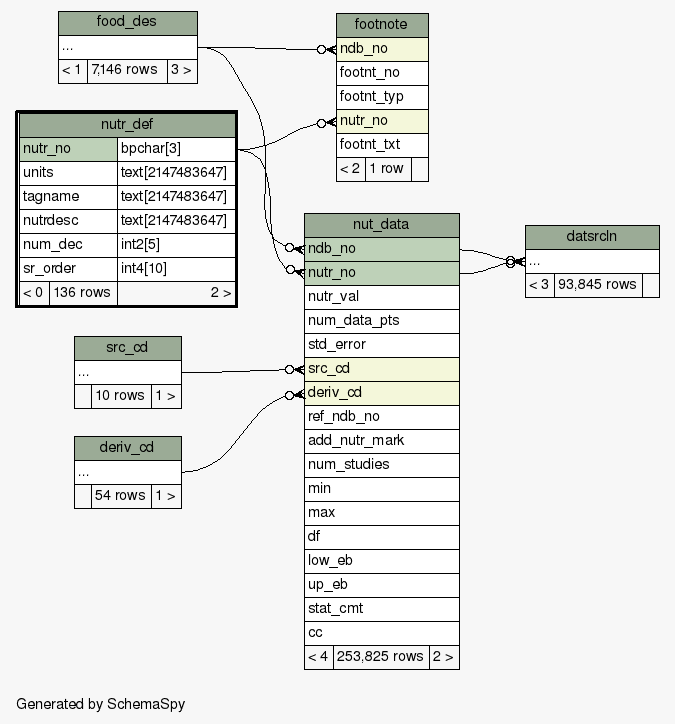 food_des
...
< 1 7,146 rows 3 >
footnote
ndb_no
footnt_no
footnt_typ
nutr_no
footnt_txt
< 2 1 row
nutr_def
nutr_no bpchar[3]
units text[2147483647]
tagname text[2147483647]
nutrdesc text[2147483647]
num_dec int2[5]
sr_order int4[10]
< 0 136 rows 2 >
nut_data
ndb_no
nutr_no
nutr_val
num_data_pts
std_error
src_cd
deriv_cd
ref_ndb_no
add_nutr_mark
num_studies
min
max
df
low_eb
up_eb
stat_cmt
cc
< 4 253,825 rows 2 >
datsrcln
...
< 3 93,845 rows
src_cd
...
10 rows 1 >
deriv_cd
...
54 rows 1 >
Generated by SchemaSpy